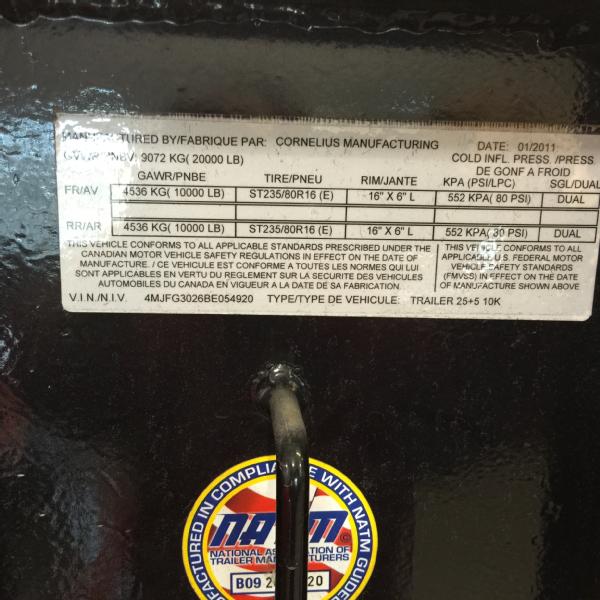 MANUFACTURED BY/FABRIQUE PAR: CORNELIUS MANUFACTURING DATE: 01/2011
GVWR/PNBV: 9072 KG( 20000 LB) COLD INFL. PRESS. /PRESS
DE GONF A FROID
GAWR/PNBE TIRE/PNEU RIM/JANTE KPA (PSI/LPC) SGL/DUAL
FR/AV 4536 KG( 10000 LB) ST235/80R16 (E) 16" X 6" L 552 KPA( 80 PSI) DUAL
RR/AR 4536 KG( 10000 LB) ST235/80R16 (E) 16" X 6" L 552 KPA( 80 PSI) DUAL
THIS VEHICLE CONFORMS TO ALL APPLICABLE STANDARDS PRESCRIBED UNDER THE
CANADIAN MOTOR VEHICLE SAFETY REGULATIONS IN EFFECT ON THE DATE OF
MANUFACTURE. / CE VEHICULE EST CONFORME A TOUTES LES NORMES QUI LUI
SONT APPLICABLES EN VERTU DU REGLEMENT SUR LA SECURITE DES VEHICULES
AUTOMOBILES DU CANADA EN VIGUEUR A LA DATE DE SA FABRICATION.
THIS VEHICLE CONFORMS TO ALL
APPLICABLE U.S. FEDERAL MOTOR
VEHICLE SAFETY STANDARDS
(FMVSS) IN EFFECT ON THE DATE
OF MANUFACTURE SHOWN ABOVE
V.I.N./N.I.V. 4MJFG3026BE054920 TYPE/TYPE DE VEHICULE: TRAILER 25+5 10K
MANUFACTURED IN COMPLIANCE WITH NATM
NATM
NATIONAL ASSOCIATION OF
TRAILER MANUFACTURERS
B09 20